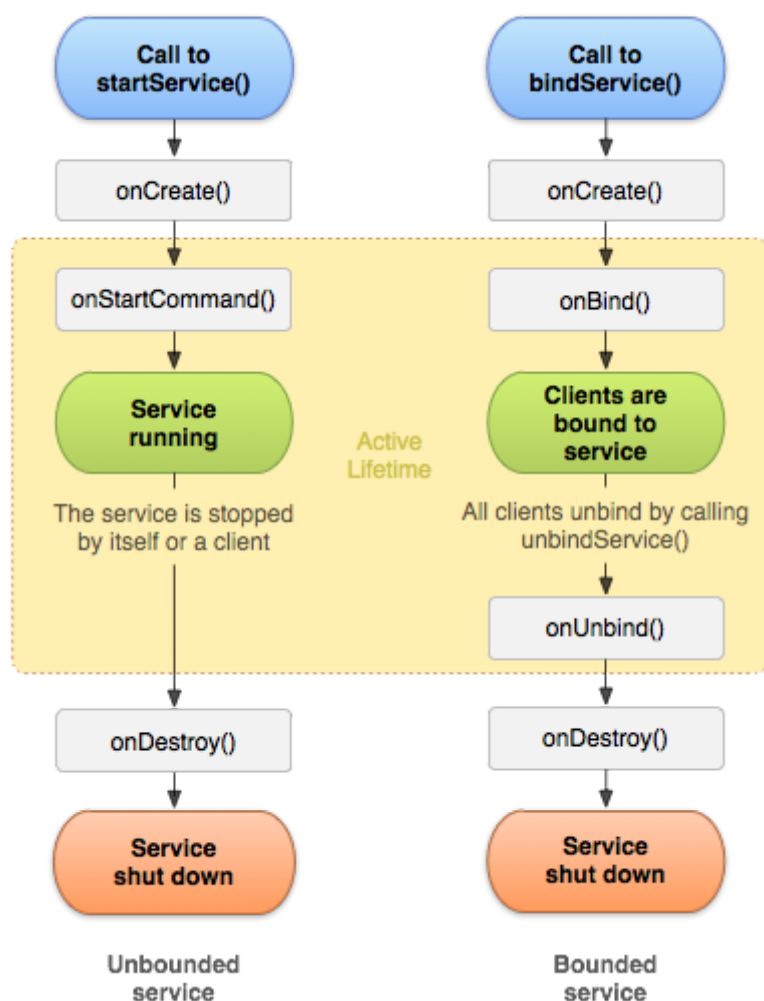 Call to
startService()
onCreate()
onStartCommand()
Service
running
The service is stopped
by itself or a client
onDestroy()
Service
shut down
Unbounded
service
Active
Lifetime
Call to
bindService()
onCreate()
onBind()
Clients are
bound to
service
All clients unbind by calling
unbindService()
onUnbind()
onDestroy()
Service
shut down
Bounded
service